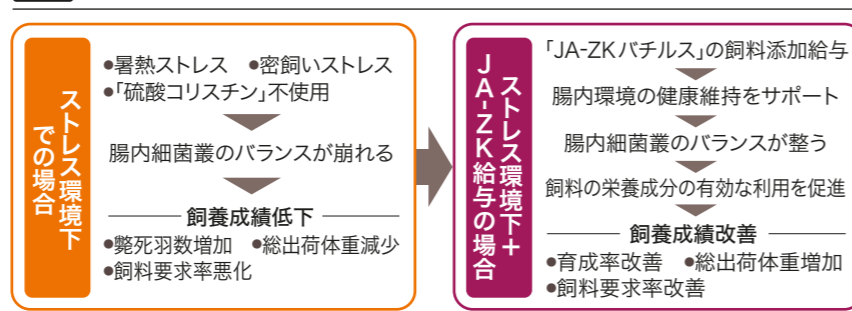 ストレス環境下
での場合
●暑熱ストレス ●密飼いストレス
●「硫酸コリスチン」不使用
腸内細菌叢のバランスが崩れる
飼養成績低下
●斃死羽数増加 ●総出荷体重減少
●飼料要求率悪化
ストレス環境下＋
JA-ZK給与の場合
「JA-ZKバチルス」の飼料添加給与
腸内環境の健康維持をサポート
腸内細菌叢のバランスが整う
飼料の栄養成分の有効な利用を促進
飼養成績改善
●育成率改善 ●総出荷体重増加
●飼料要求率改善